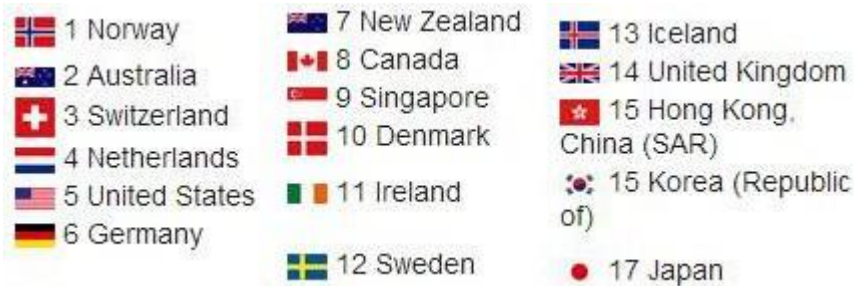 1 Norway
2 Australia
3 Switzerland
4 Netherlands
5 United States
6 Germany
7 New Zealand
8 Canada
9 Singapore
10 Denmark
11 Ireland
12 Sweden
13 Iceland
14 United Kingdom
15 Hong Kong,
China (SAR)
15 Korea (Republic
of)
17 Japan